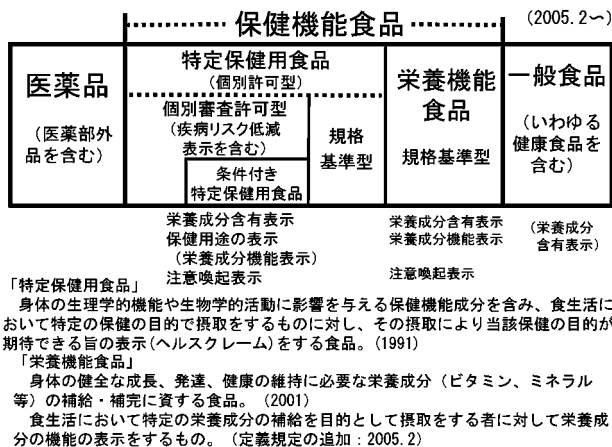 保健機能食品
(2005.2〜)
医薬品
(医薬部外
品を含む)
特定保健用食品
(個別許可型)
個別審査許可型
(疾病リスク低減
表示を含む)
条件付き
特定保健用食品
規格
基準型
栄養機能
食品
規格基準型
一般食品
(いわゆる
健康食品を
含む)
栄養成分含有表示
保健用途の表示
(栄養成分機能表示)
注意喚起表示
栄養成分含有表示
栄養成分機能表示
注意喚起表示
(栄養成分
含有表示)
「特定保健用食品」
身体の生理学的機能や生物学的活動に影響を与える保健機能成分を含み、食生活に
おいて特定の保健の目的で摂取をするものに対し、その摂取により当該保健の目的が
期待できる旨の表示(ヘルスクレーム)をする食品。(1991)
「栄養機能食品」
身体の健全な成長、発達、健康の維持に必要な栄養成分（ビタミン、ミネラル
等）の補給・補完に資する食品。（2001）
食生活において特定の栄養成分の補給を目的として摂取をする者に対して栄養成
分の機能の表示をするもの。（定義規定の追加：2005.2）